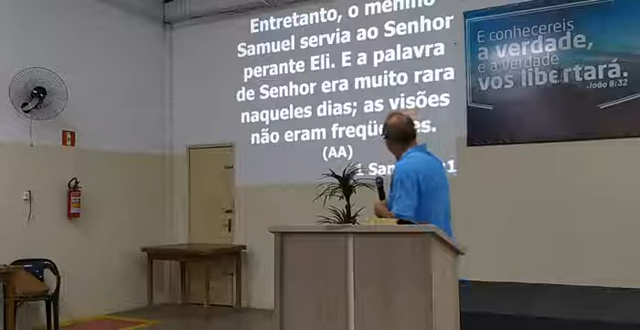 Entretanto, o menino
Samuel servia ao Senhor
perante Eli. E a palavra
de Senhor era muito rara
naqueles dias; as visões
não eram
(AA)
1
E conhecereis
a verdade,
e a verdade
vos libertará.
João 8:32